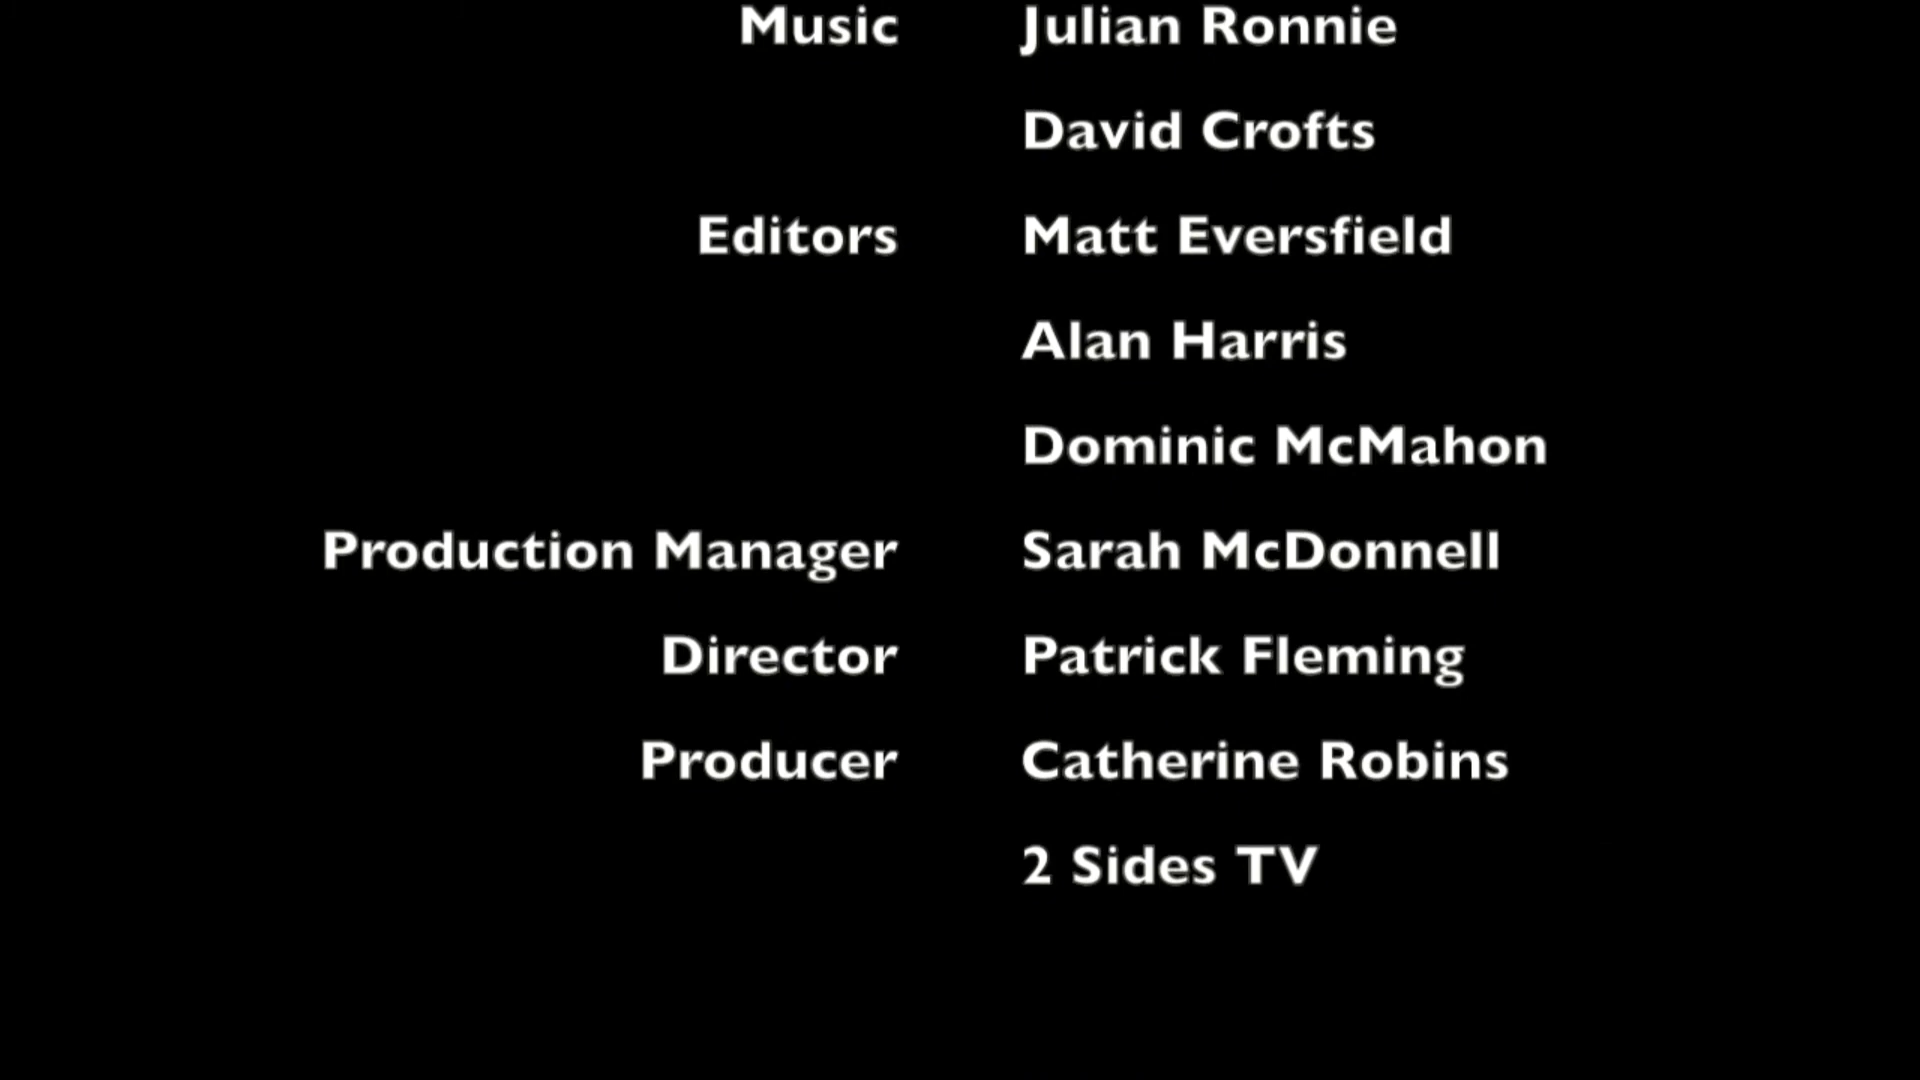 Music Julian Ronnie
David Crofts
Editors Matt Eversfield
Alan Harris
Dominic McMahon
Production Manager Sarah McDonnell
Director Patrick Fleming
Producer Catherine Robins
2 Sides TV